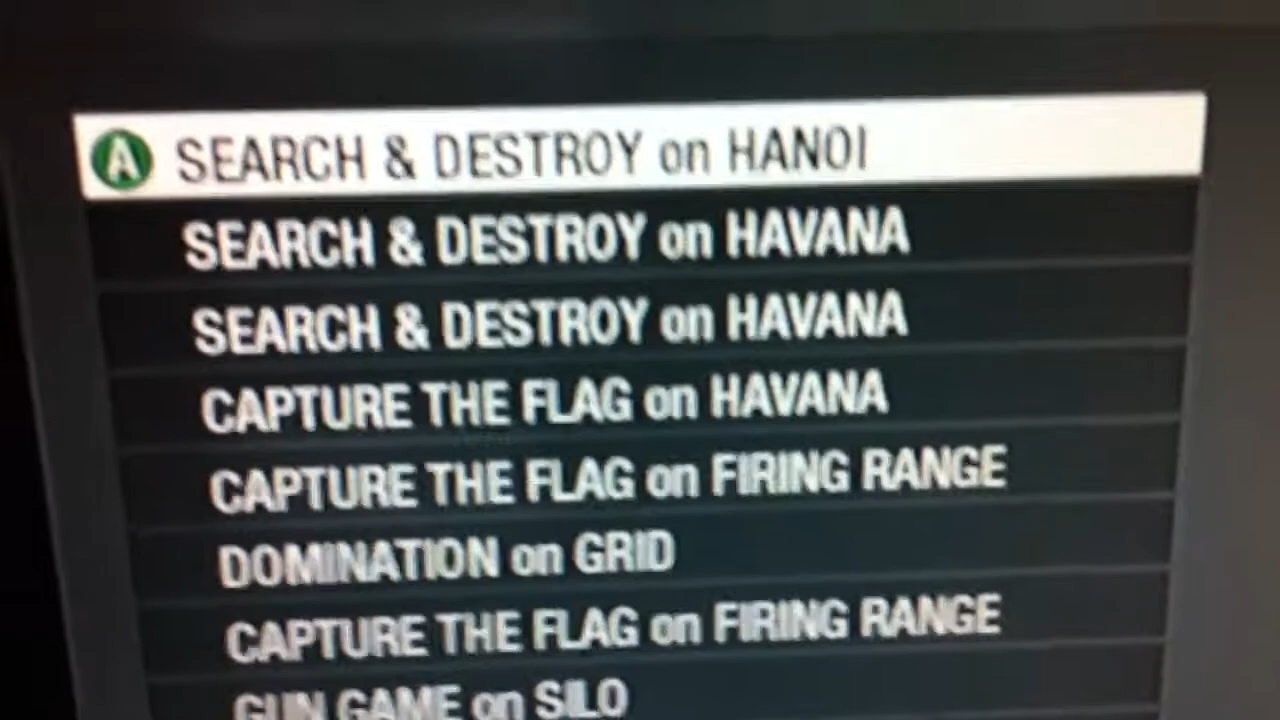 A SEARCH & DESTROY on HANOI
SEARCH & DESTROY on HAVANA
SEARCH & DESTROY on HAVANA
CAPTURE THE FLAG on HAVANA
CAPTURE THE FLAG on FIRING RANGE
DOMINATION on GRID
CAPTURE THE FLAG on FIRING RANGE
GUN GAME on SILO